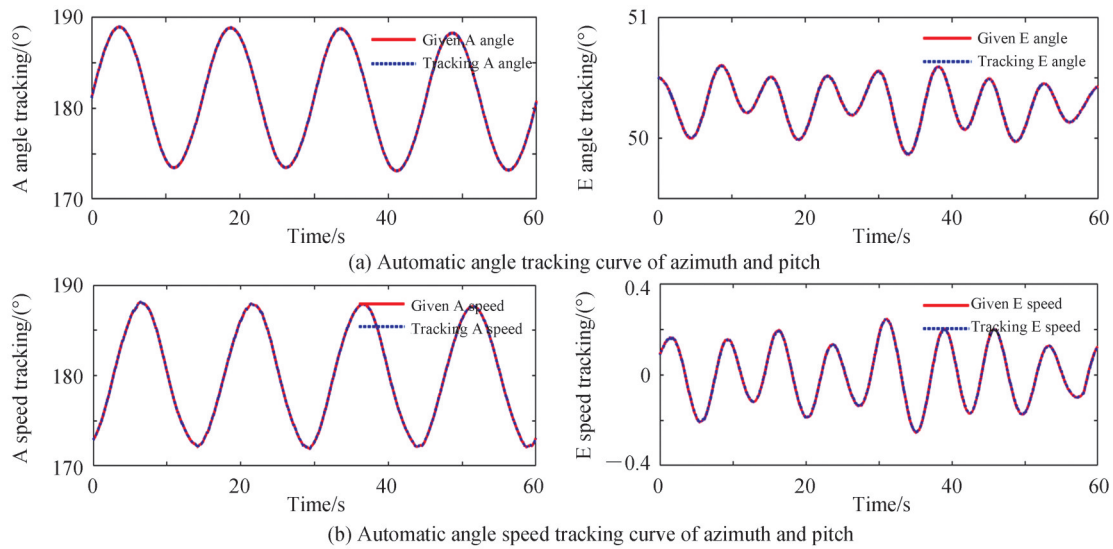 190
180
170
A angle tracking/(°)
Given A angle
Tracking A angle
0 20 40 60
Time/s
51
50
E angle tracking/(°)
Given E angle
Tracking E angle
0 20 40 60
Time/s
(a) Automatic angle tracking curve of azimuth and pitch
190
180
170
A speed tracking/(°)
Given A speed
Tracking A speed
0 20 40 60
Time/s
0.4
0
−0.4
E speed tracking/(°)
Given E speed
Tracking E speed
0 20 40 60
Time/s
(b) Automatic angle speed tracking curve of azimuth and pitch